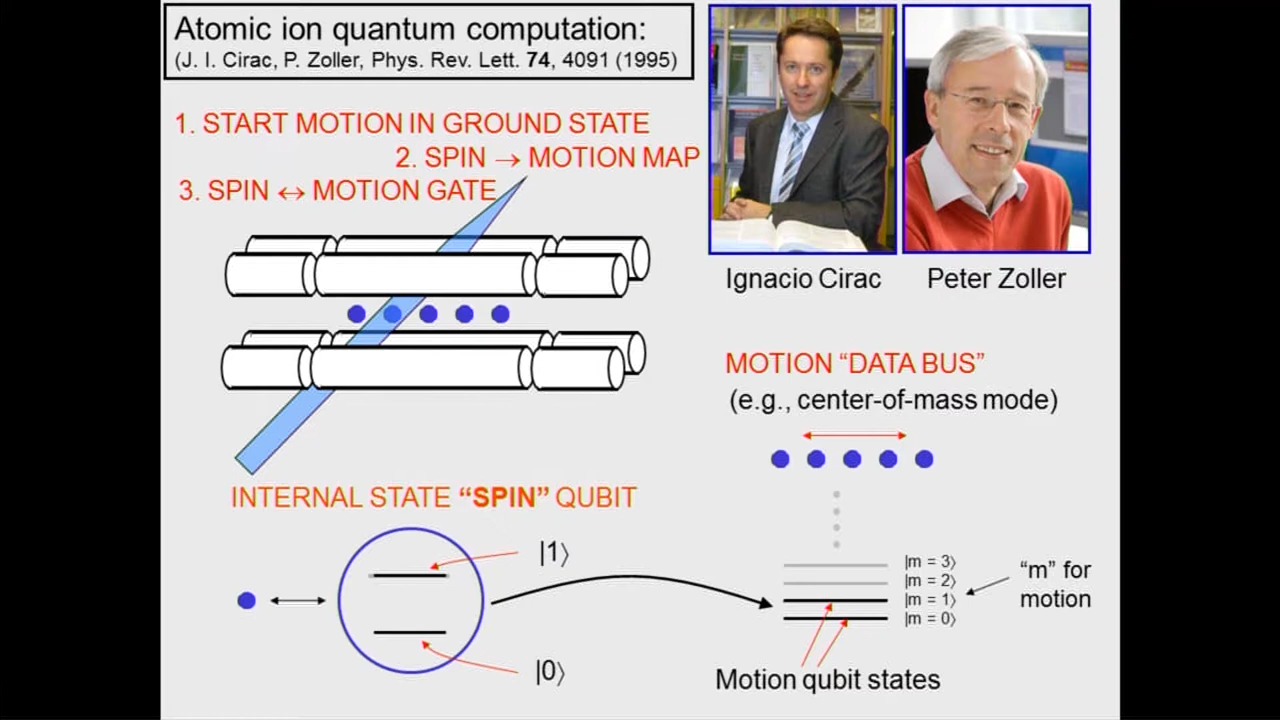 Atomic ion quantum computation:
(J. I. Cirac, P. Zoller, Phys. Rev. Lett. 74, 4091 (1995)
1. START MOTION IN GROUND STATE
2. SPIN → MOTION MAP
3. SPIN ↔ MOTION GATE
Ignacio Cirac
Peter Zoller
MOTION “DATA BUS”
(e.g., center-of-mass mode)
INTERNAL STATE “SPIN” QUBIT
|1⟩
|0⟩
|m = 3⟩
|m = 2⟩
|m = 1⟩
|m = 0⟩
“m” for
motion
Motion qubit states